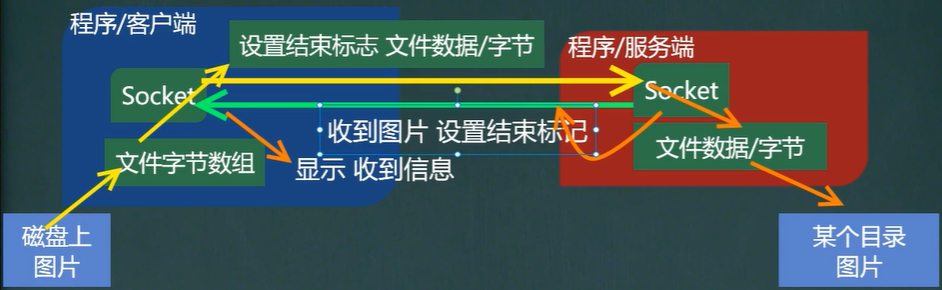 程序/客户端
设置结束标志 文件数据/字节
程序/服务端
Socket
Socket
收到图片 设置结束标记
文件数据/字节
文件字节数组
显示 收到信息
磁盘上
图片
某个目录
图片